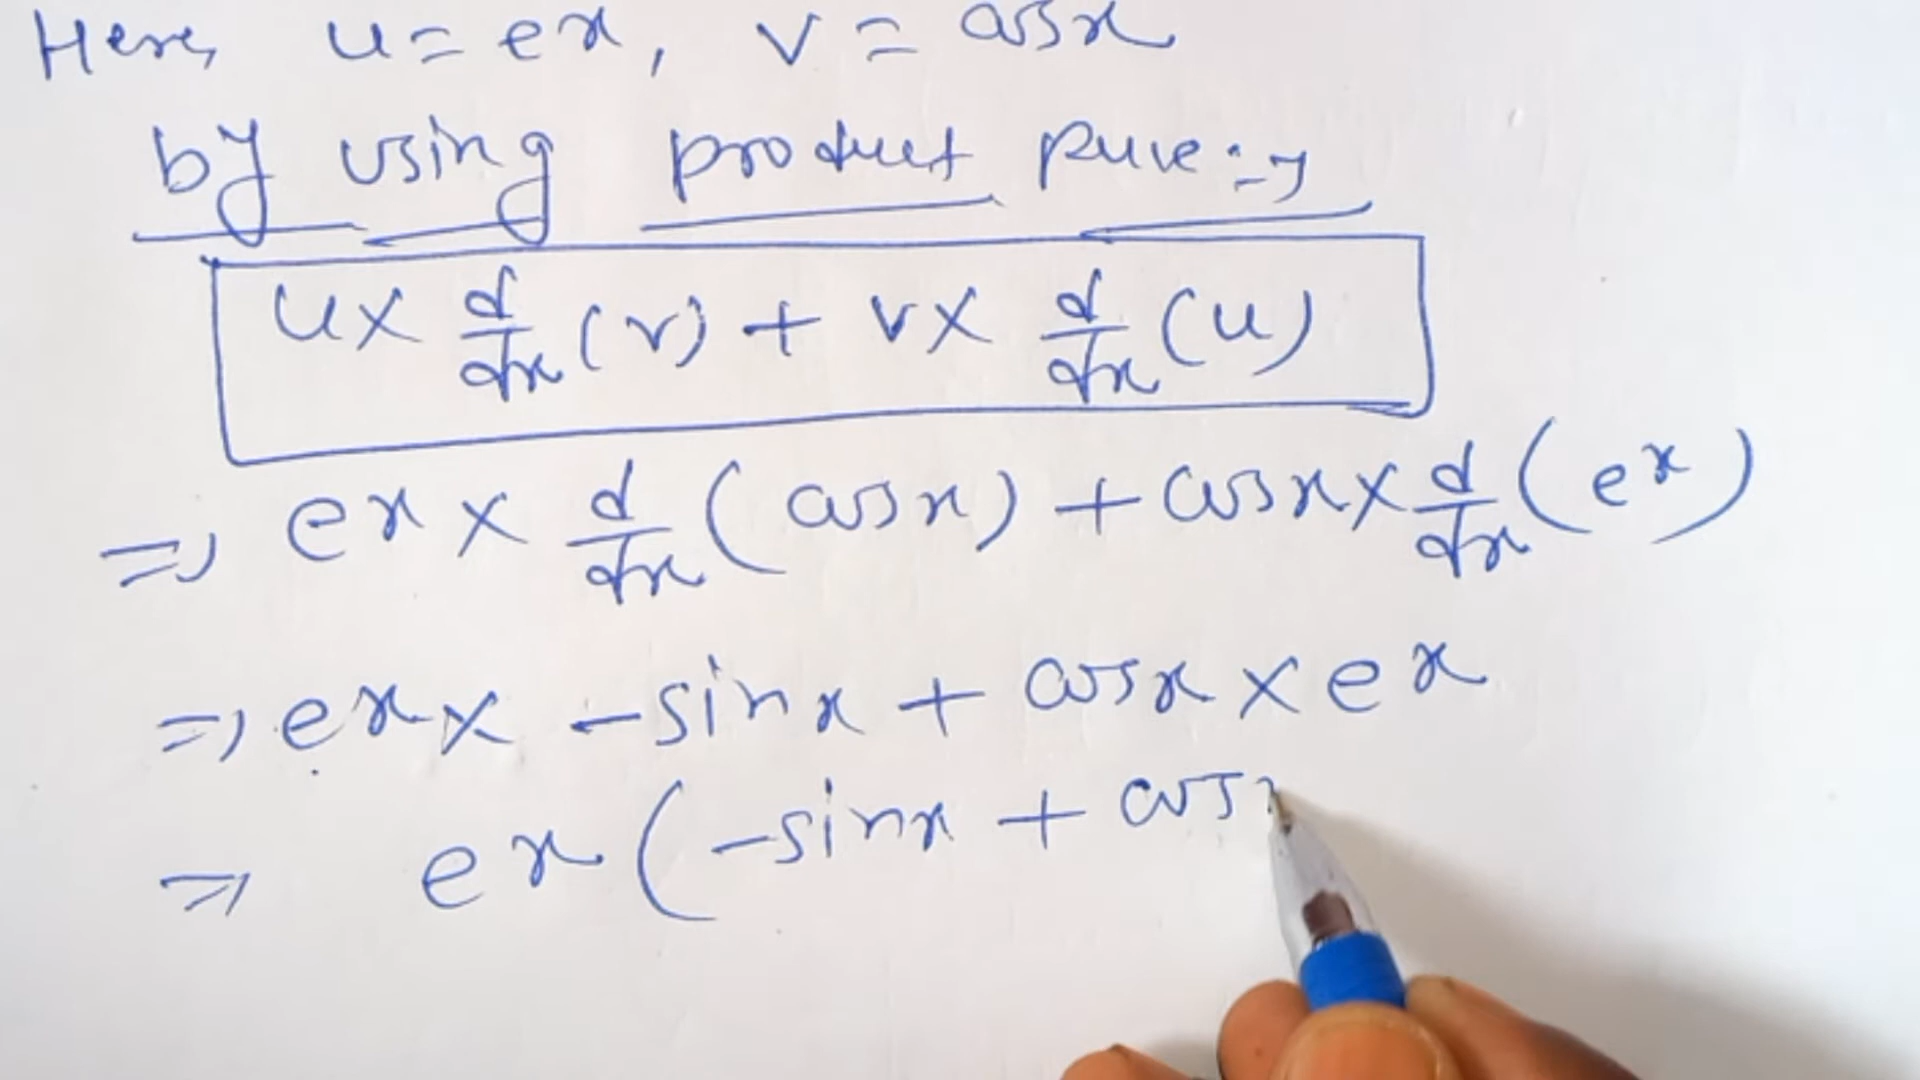 Here, u = eˣ, v = cosx
by using product Rule :-
u× d/dx (v) + v× d/dx (u)
=> eˣ × d/dx (cosx) + cosx× d/dx (eˣ)
=> eˣ× -sinx + cosx × eˣ
=> eˣ (-sinx + cosx